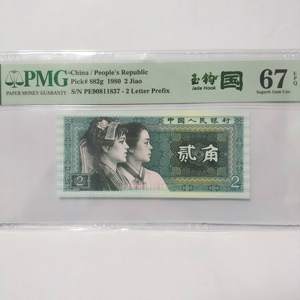 PMG
PAPER MONEY GUARANTY
China / People's Republic
Pick# 882g 1980 2 Jiao
S/N PE90811837 - 2 Letter Prefix
玉钩国
Jade Hook
67 EPQ
Superb Gem Unc
中国人民银行
贰角
2
2